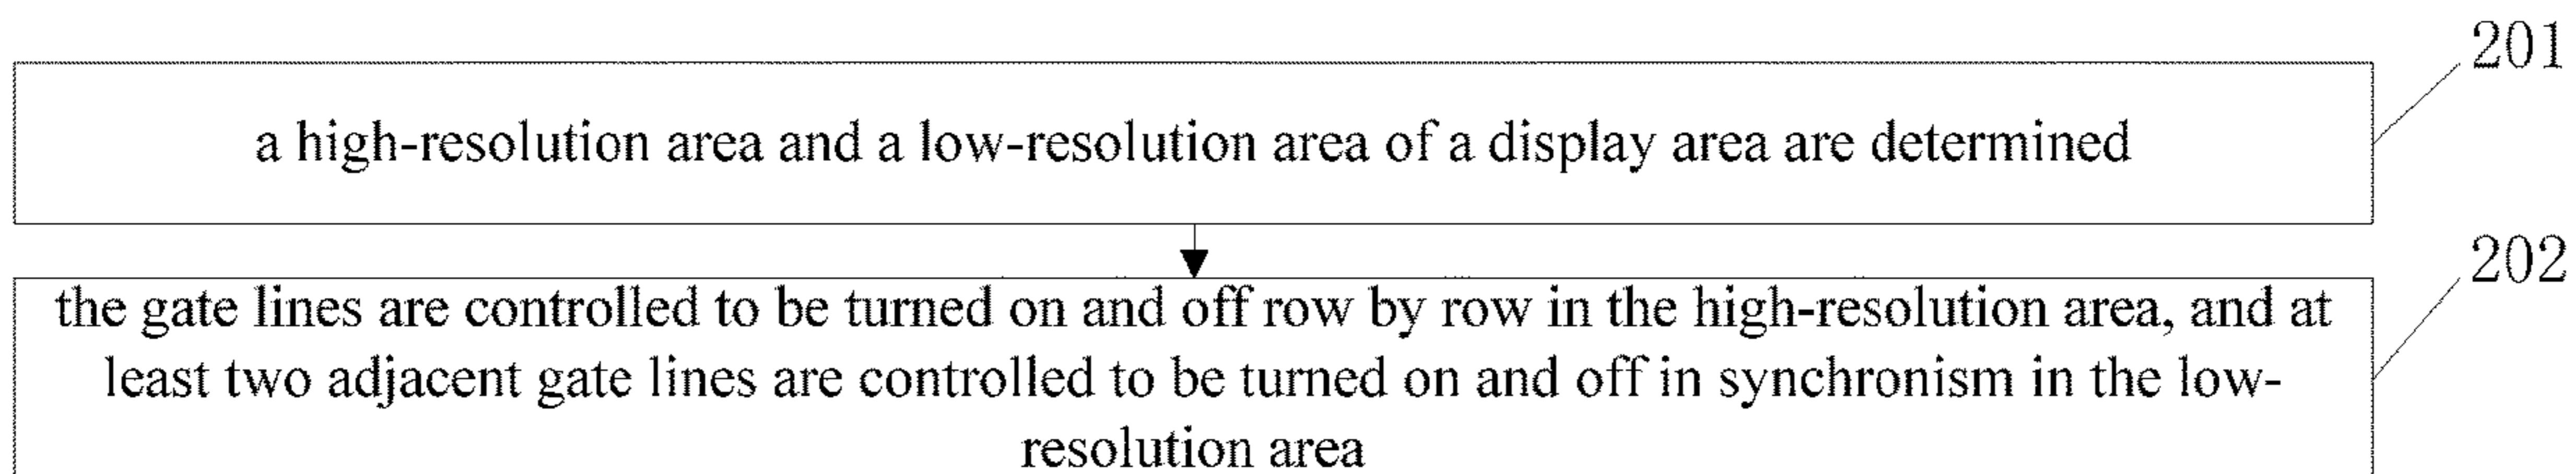 201
a high-resolution area and a low-resolution area of a display area are determined
202
the gate lines are controlled to be turned on and off row by row in the high-resolution area, and at
least two adjacent gate lines are controlled to be turned on and off in synchronism in the low-
resolution area